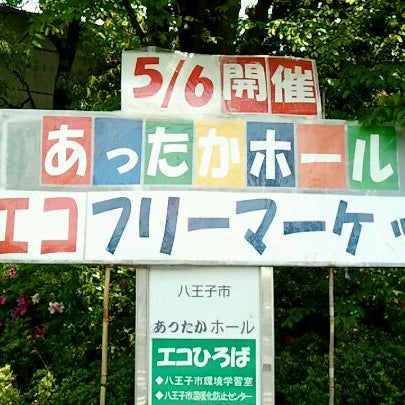 5/6開催
あったかホール
エコフリーマーケッ
八王子市
あったかホール
エコひろば
◆八王子市環境学習室
◆八王子市温暖化防止センター